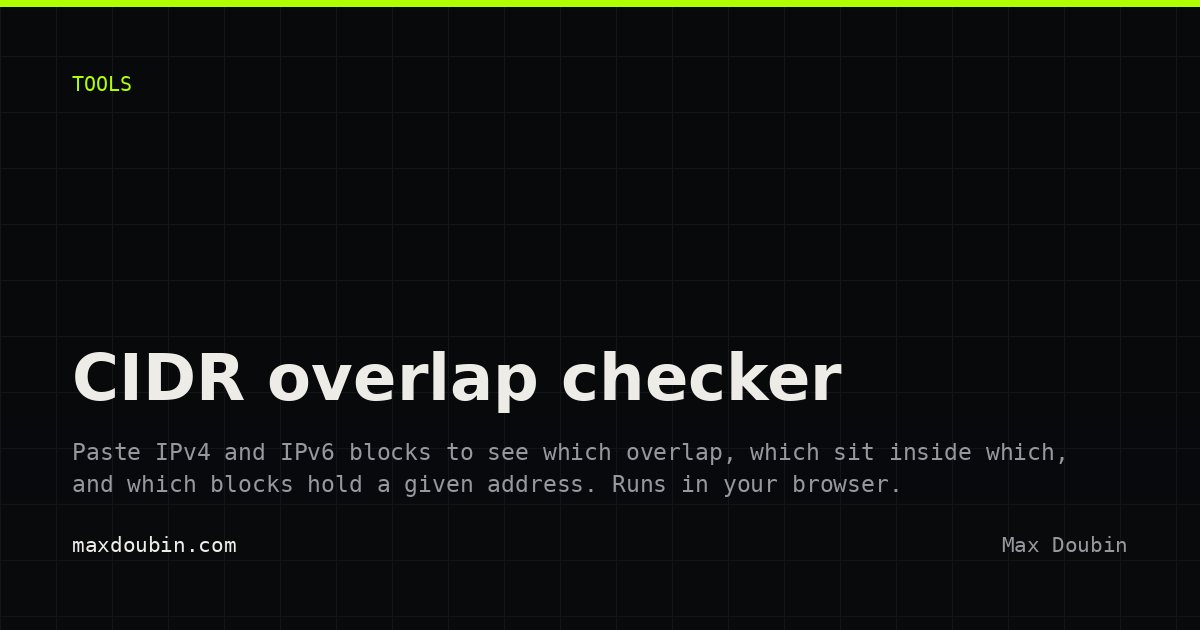 TOOLS
CIDR overlap checker
Paste IPv4 and IPv6 blocks to see which overlap, which sit inside which,
and which blocks hold a given address. Runs in your browser.
maxdoubin.com
Max Doubin